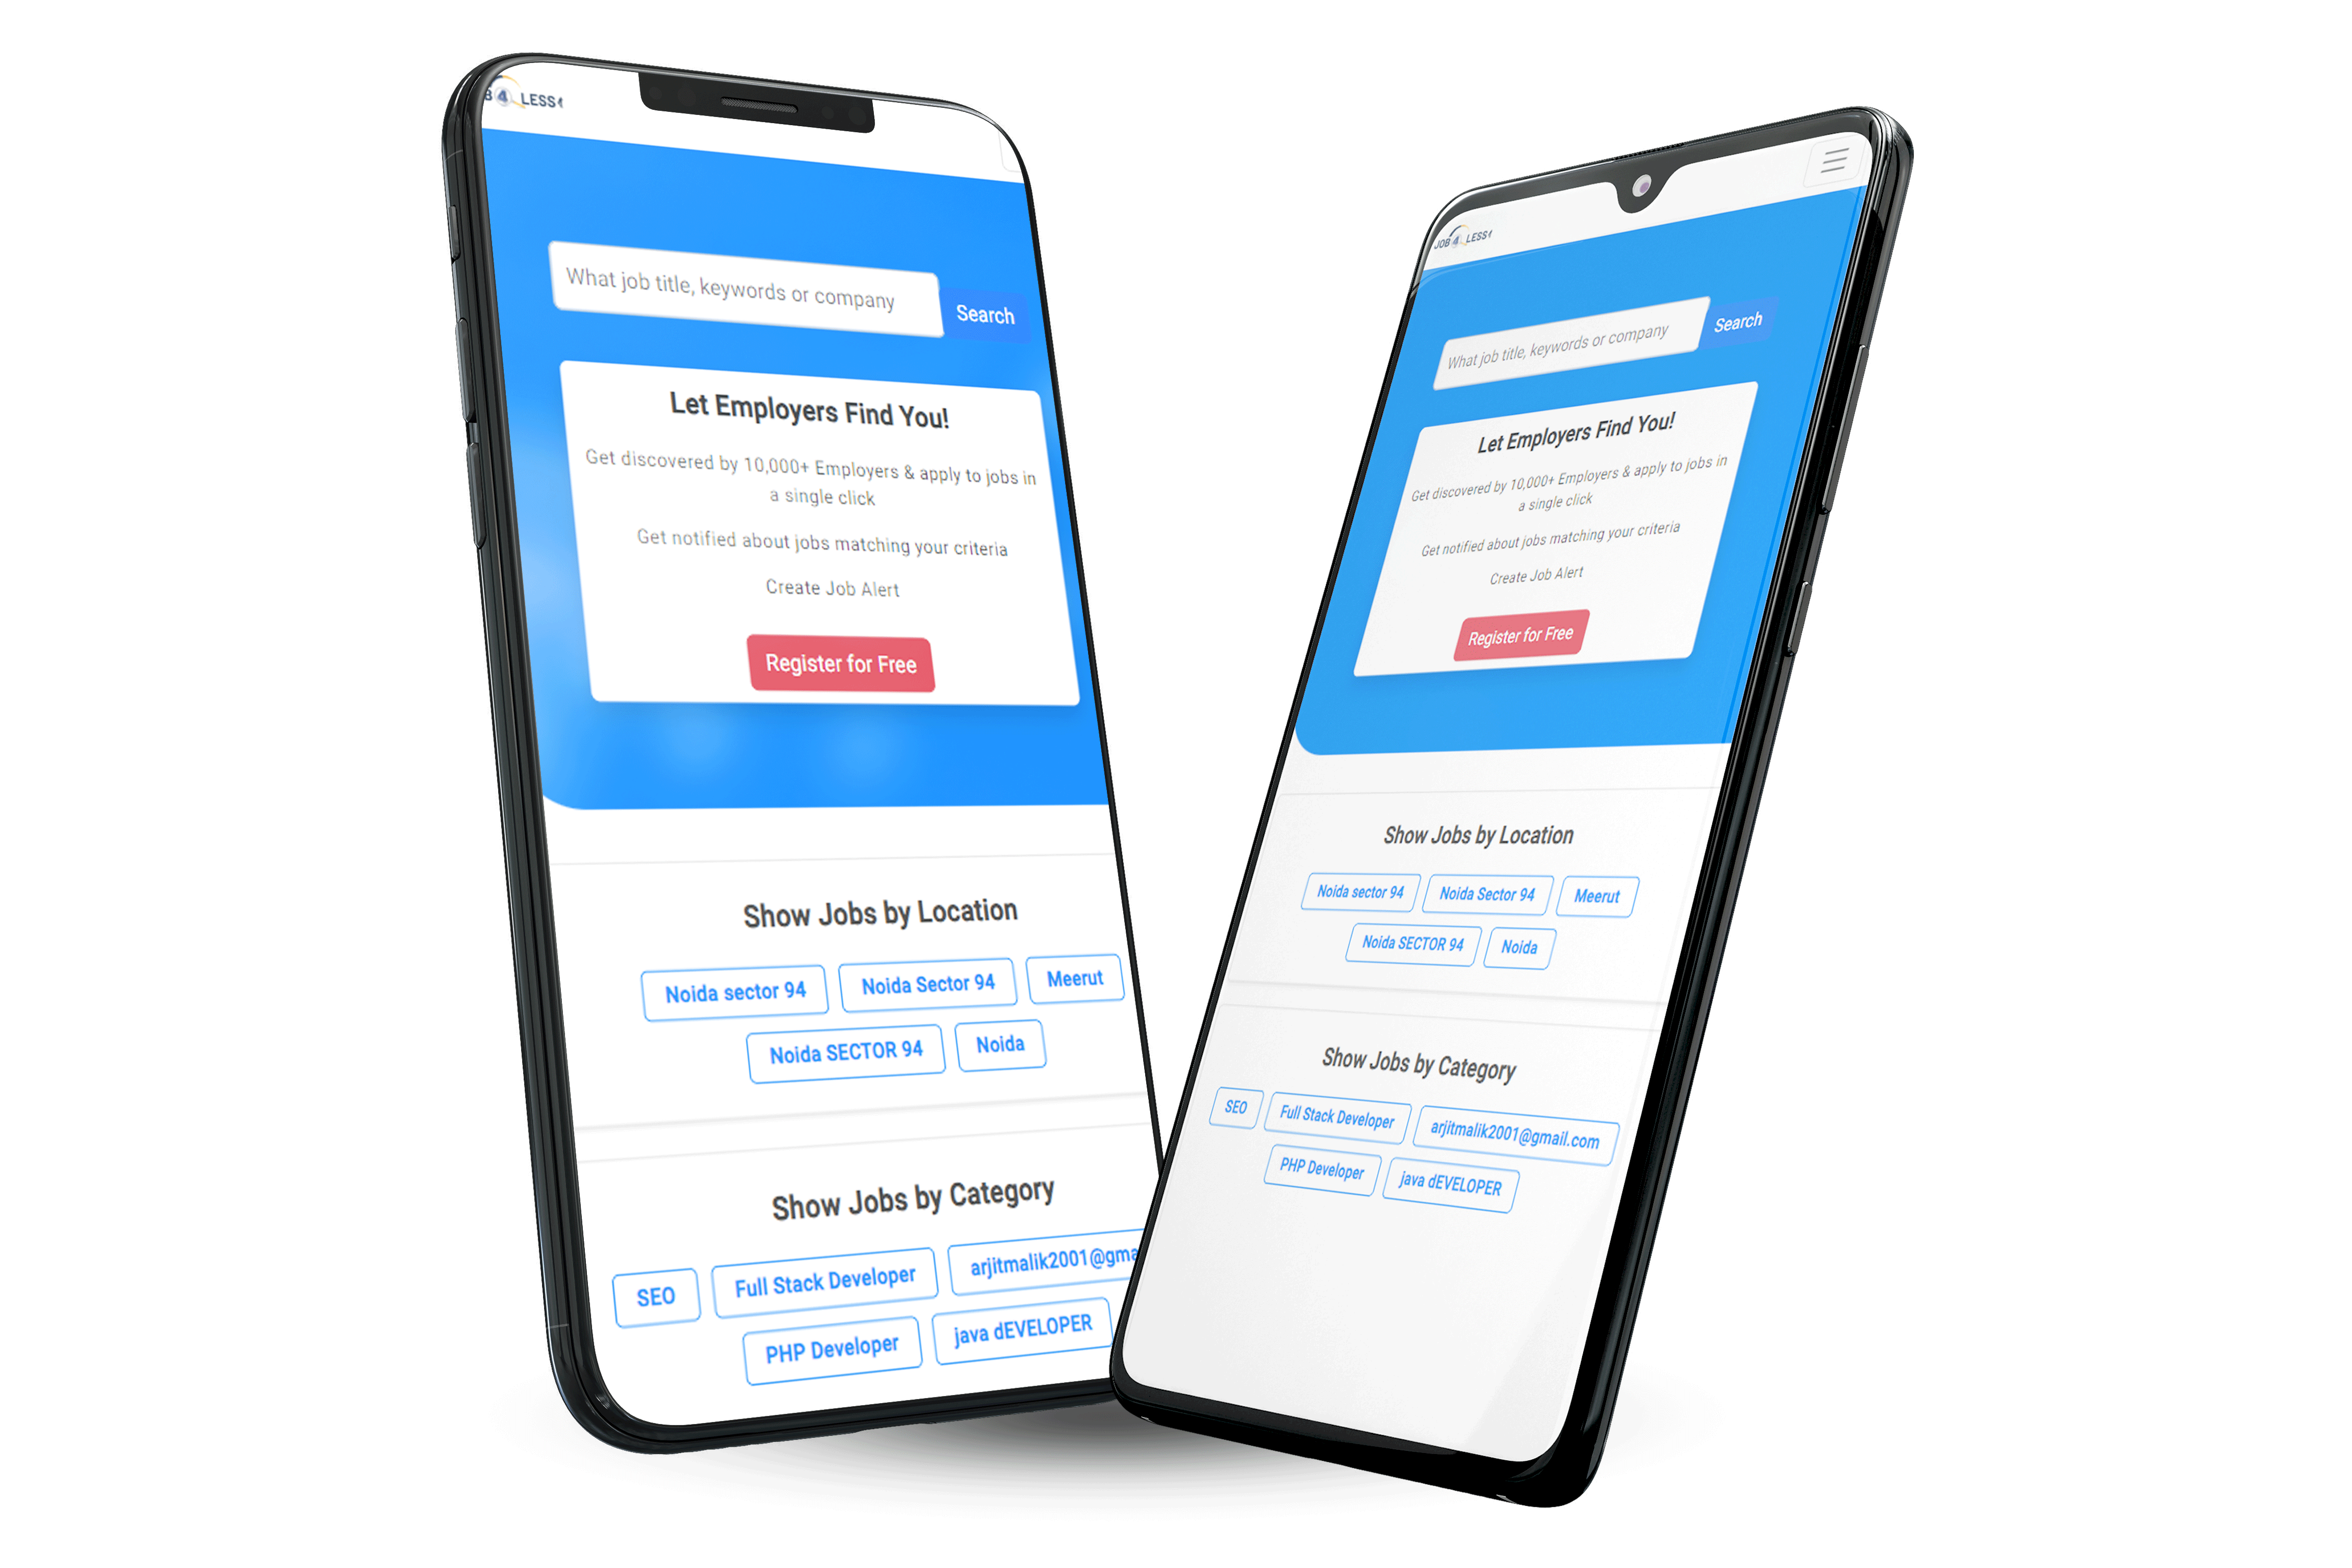 B 4 LESS
What job title, keywords or company
Search
Let Employers Find You!
Get discovered by 10,000+ Employers & apply to jobs in
a single click
Get notified about jobs matching your criteria
Create Job Alert
Register for Free
Show Jobs by Location
Noida sector 94 Noida Sector 94 Meerut
Noida SECTOR 94 Noida
Show Jobs by Category
SEO Full Stack Developer arjitmalik2001@gma
PHP Developer java dEVELOPER
JOB 4 LESS
What job title, keywords or company
Search
Let Employers Find You!
Get discovered by 10,000+ Employers & apply to jobs in
a single click
Get notified about jobs matching your criteria
Create Job Alert
Register for Free
Show Jobs by Location
Noida sector 94 Noida Sector 94 Meerut
Noida SECTOR 94 Noida
Show Jobs by Category
SEO Full Stack Developer arjitmalik2001@gmail.com
PHP Developer java dEVELOPER